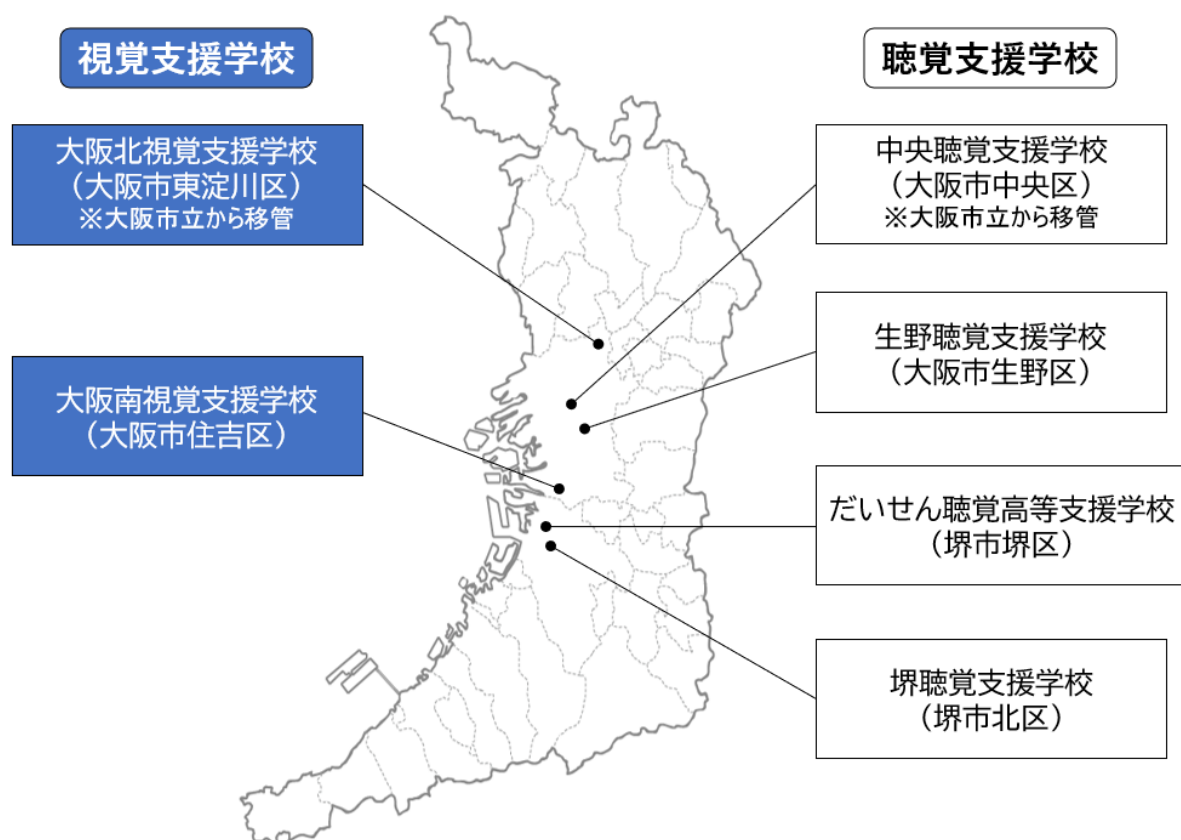 視覚支援学校
大阪北視覚支援学校
（大阪市東淀川区）
※大阪市立から移管
大阪南視覚支援学校
（大阪市住吉区）
聴覚支援学校
中央聴覚支援学校
（大阪市中央区）
※大阪市立から移管
生野聴覚支援学校
（大阪市生野区）
だいせん聴覚高等支援学校
（堺市堺区）
堺聴覚支援学校
（堺市北区）